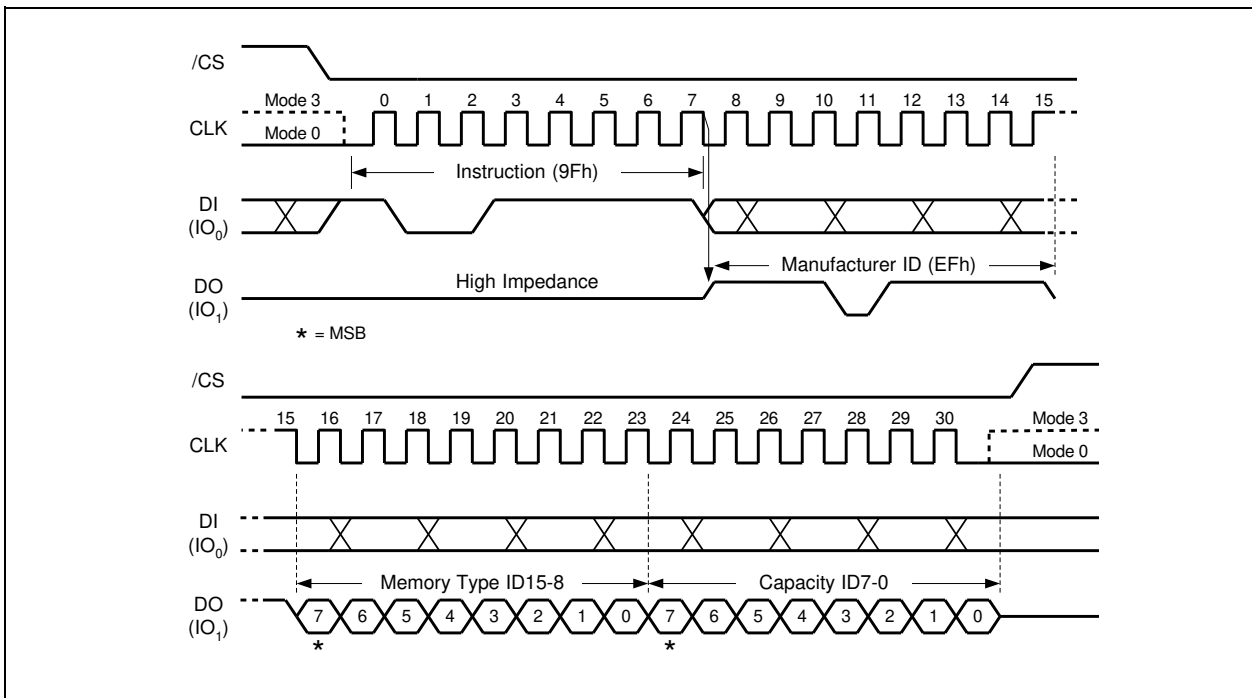 /CS
Mode 3 0 1 2 3 4 5 6 7 8 9 10 11 12 13 14 15
CLK
Mode 0
Instruction (9Fh)
DI
(IO0)
Manufacturer ID (EFh)
High Impedance
DO
(IO1)
* = MSB
/CS
15 16 17 18 19 20 21 22 23 24 25 26 27 28 29 30 Mode 3
CLK
Mode 0
DI
(IO0)
Memory Type ID15-8 Capacity ID7-0
DO
(IO1)
7 6 5 4 3 2 1 0 7 6 5 4 3 2 1 0
* *